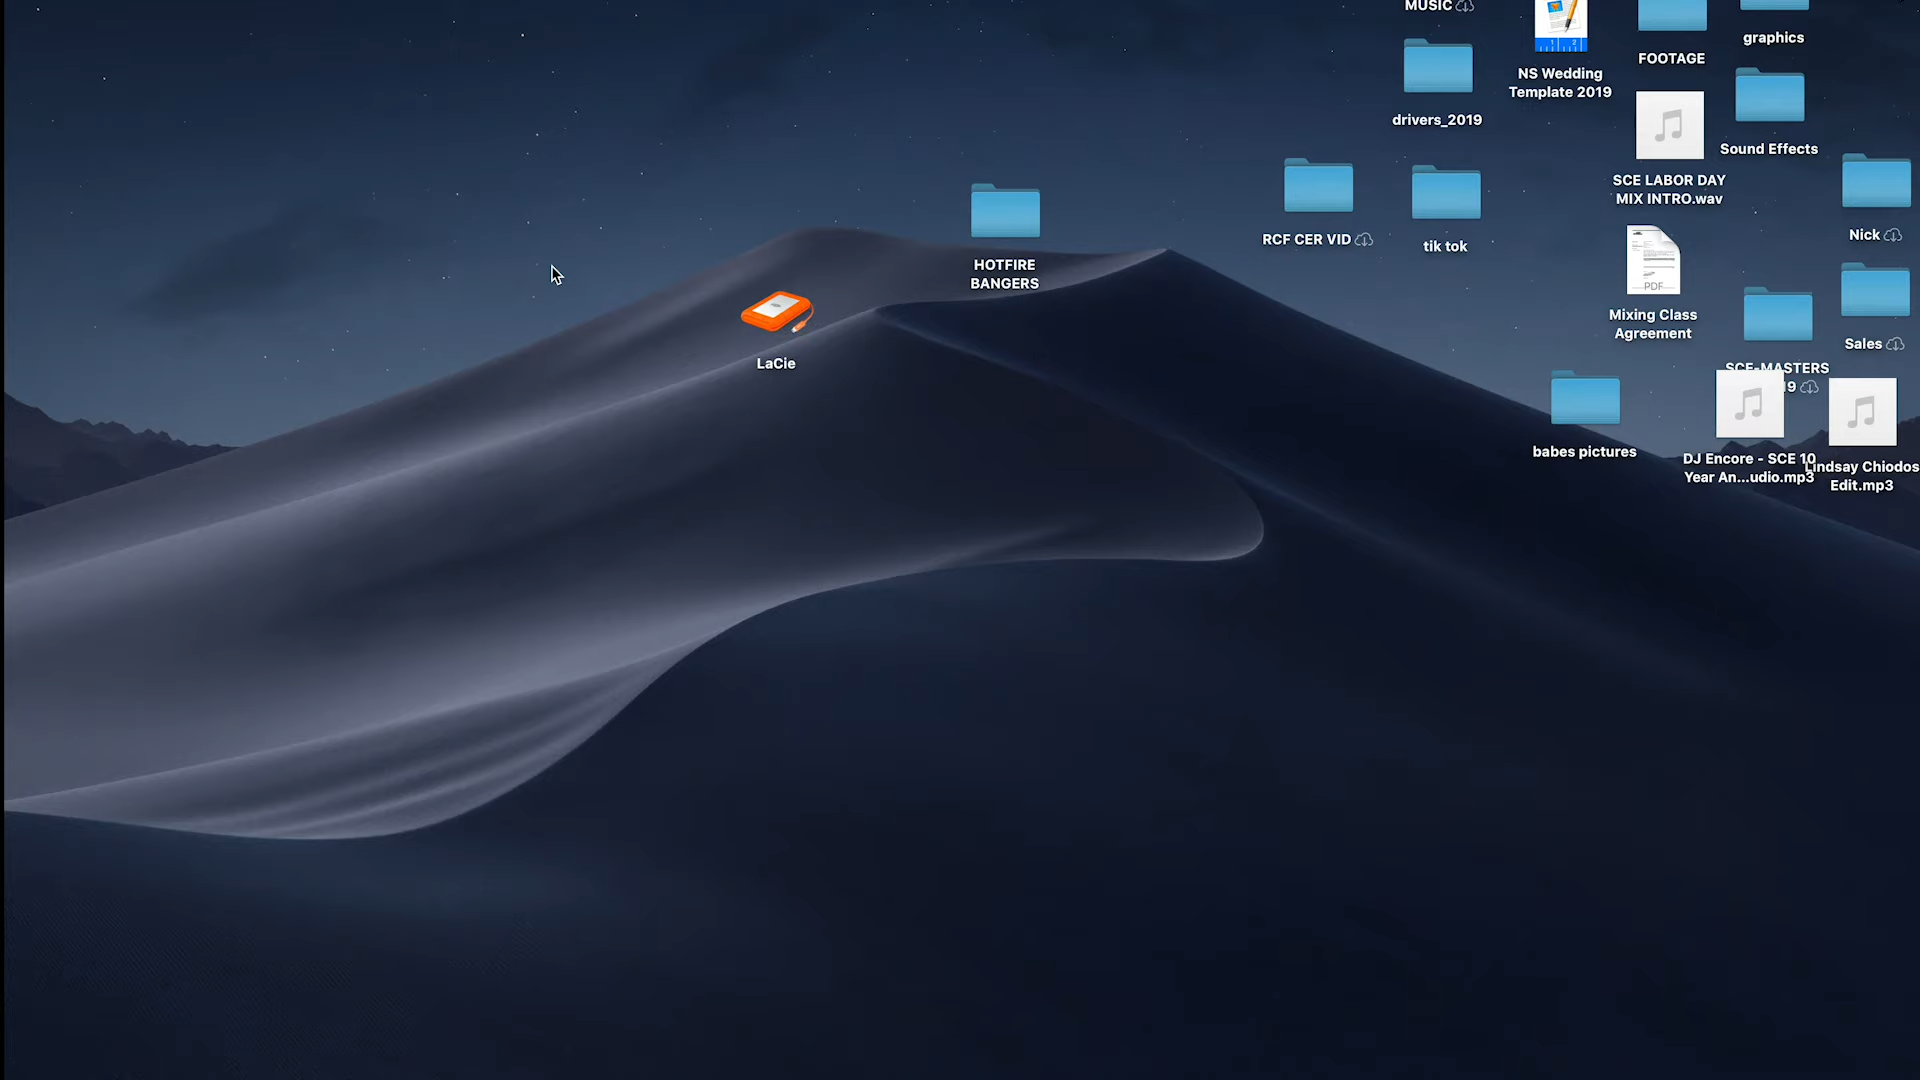 MUSIC
graphics
FOOTAGE
NS Wedding
Template 2019
drivers_2019
Sound Effects
SCE LABOR DAY
MIX INTRO.wav
Nick
RCF CER VID
tik tok
HOTFIRE
BANGERS
PDF
Mixing Class
Agreement
Sales
LaCie
SCE-MASTERS
19
babes pictures
DJ Encore - SCE 10
Year An...udio.mp3
Lindsay Chiodos
Edit.mp3